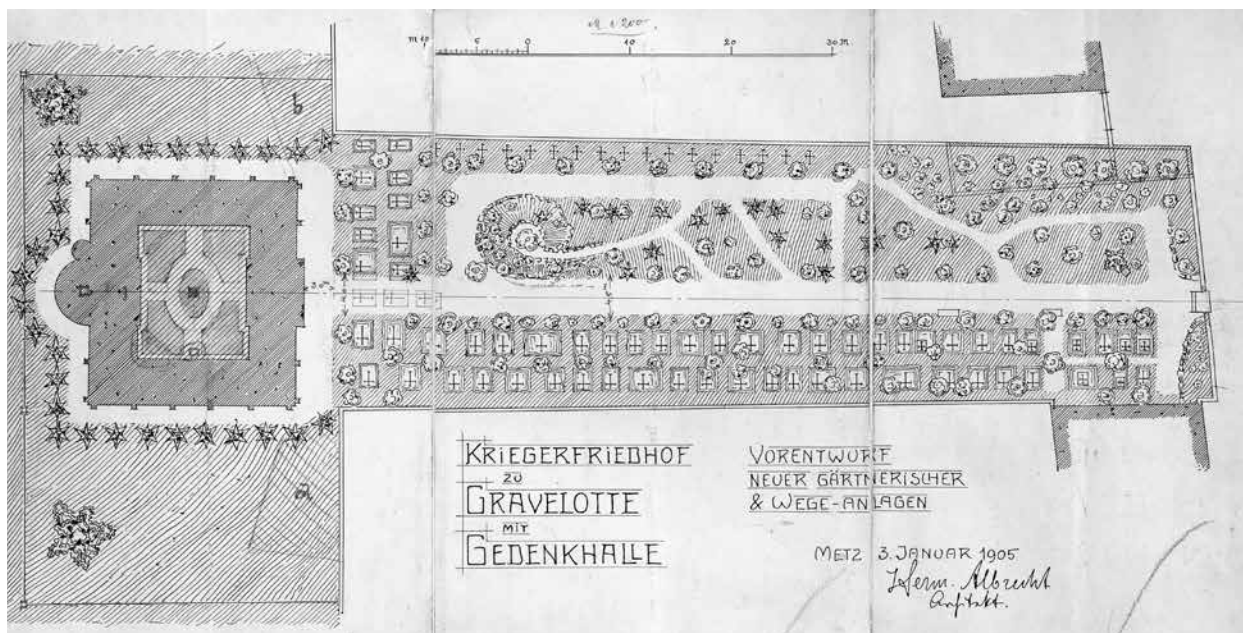 M 1:200.
m 10 5 0 10 20 30 M.
b
a
KRIEGERFRIEDHOF
ZU
GRAVELOTTE
MIT
GEDENKHALLE
VORENTWURF
NEUER GÄRTNERISCHER
& WEGE-ANLAGEN
METZ 3. JANUAR 1905
Herm. Albrecht
Architekt.